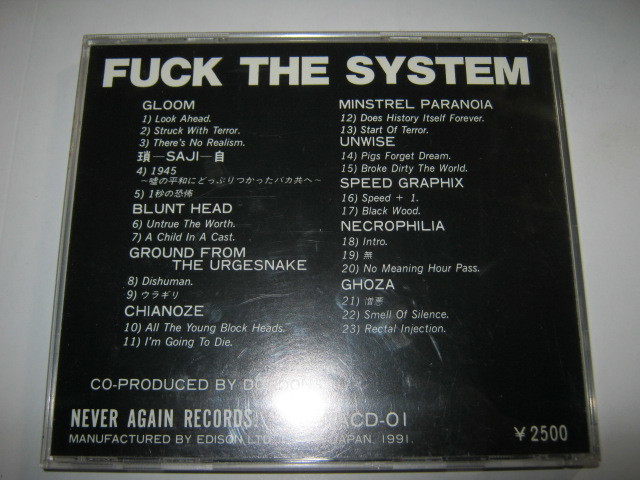 FUCK THE SYSTEM
GLOOM
1) Look Ahead.
2) Struck With Terror.
3) There's No Realism.
瑣—SAJI—自
4) 1945
〜嘘の平和にどっぷりつかったバカ共へ〜
5) 1秒の恐怖
BLUNT HEAD
6) Untrue The Worth.
7) A Child In A Cast.
GROUND FROM
THE URGESNAKE
8) Dishuman.
9) ウラギリ
CHIANOZE
10) All The Young Block Heads.
11) I'm Going To Die.
MINSTREL PARANOIA
12) Does History Itself Forever.
13) Start Of Terror.
UNWISE
14) Pigs Forget Dream.
15) Broke Dirty The World.
SPEED GRAPHIX
16) Speed + 1.
17) Black Wood.
NECROPHILIA
18) Intro.
19) 無
20) No Meaning Hour Pass.
GHOZA
21) 憎悪
22) Smell Of Silence.
23) Rectal Injection.
CO-PRODUCED BY
NEVER AGAIN RECORDS! ACD-01
MANUFACTURED BY EDISON LTD. JAPAN. 1991.
¥2500